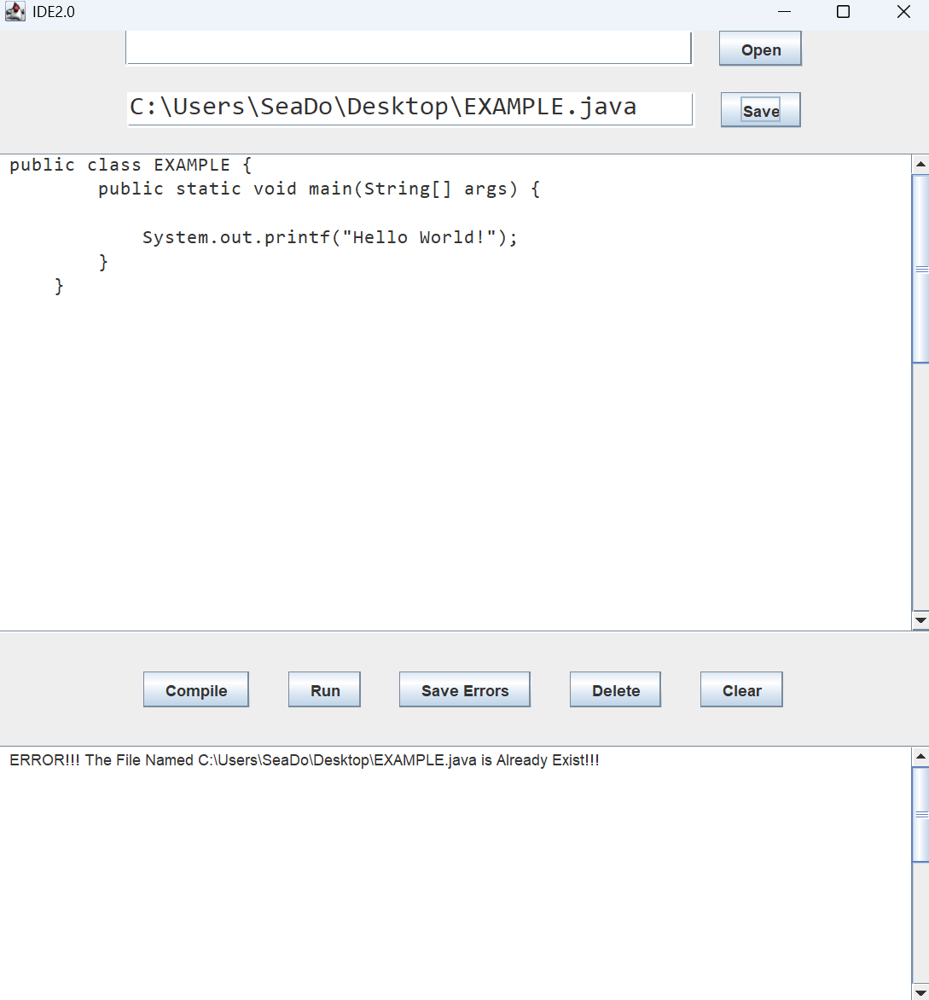 IDE2.0
Open
C:\Users\SeaDo\Desktop\EXAMPLE.java
Save
public class EXAMPLE {
public static void main(String[] args) {
System.out.printf("Hello World!");
}
}
Compile Run Save Errors Delete Clear
ERROR!!! The File Named C:\Users\SeaDo\Desktop\EXAMPLE.java is Already Exist!!!